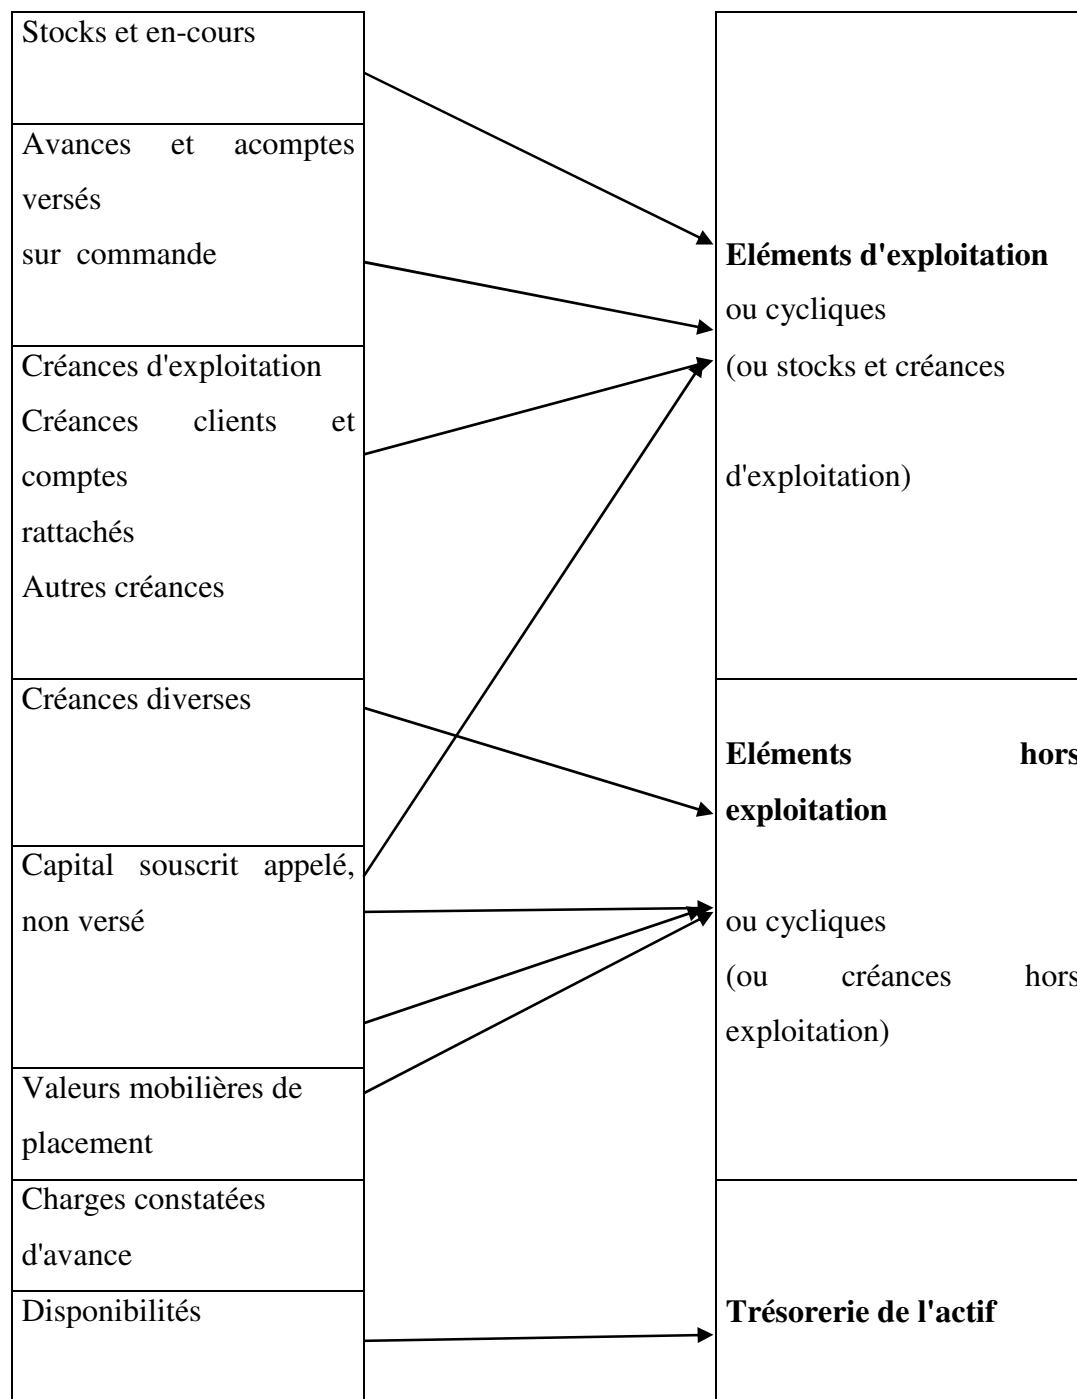 Stocks et en-cours
Avances et acomptes
versés
sur commande
Créances d'exploitation
Créances clients et
comptes
rattachés
Autres créances
Créances diverses
Capital souscrit appelé,
non versé
Valeurs mobilières de
placement
Charges constatées
d'avance
Disponibilités
Eléments d'exploitation
ou cycliques
(ou stocks et créances
d'exploitation)
Eléments hors
exploitation
ou cycliques
(ou créances hors
exploitation)
Trésorerie de l'actif